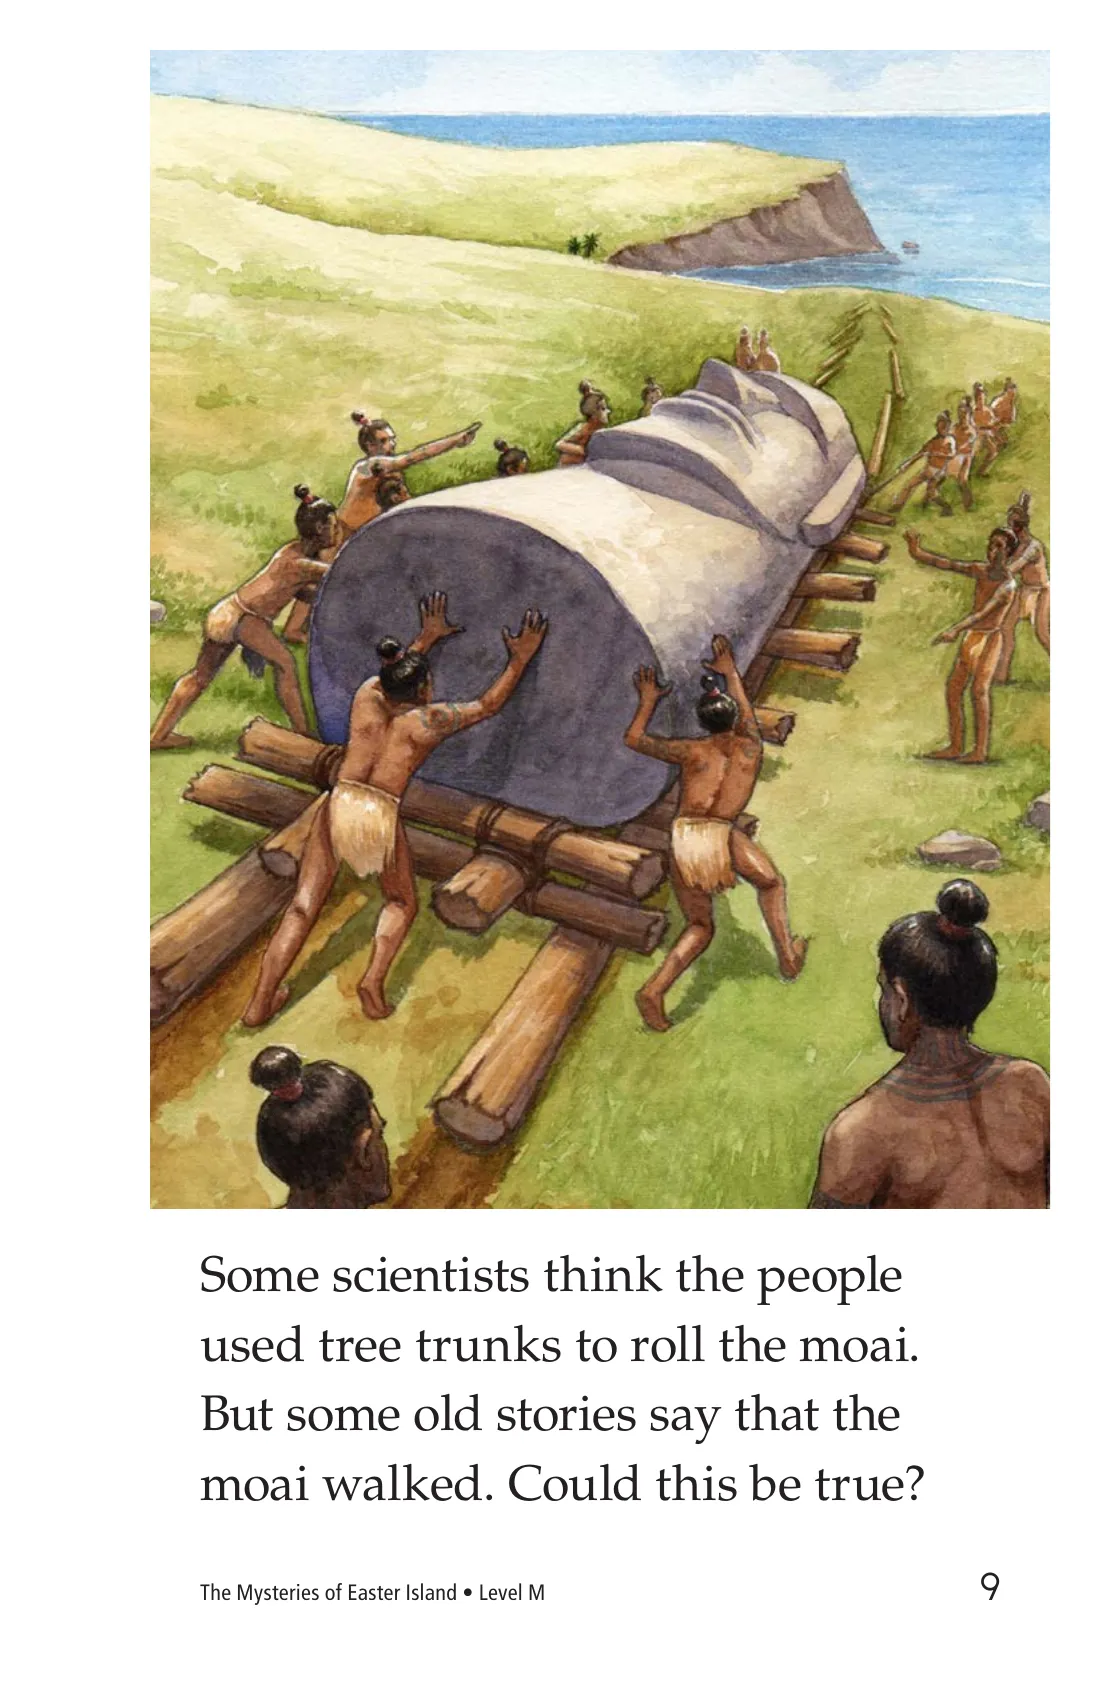 Some scientists think the people
used tree trunks to roll the moai.
But some old stories say that the
moai walked. Could this be true?
The Mysteries of Easter Island • Level M
9